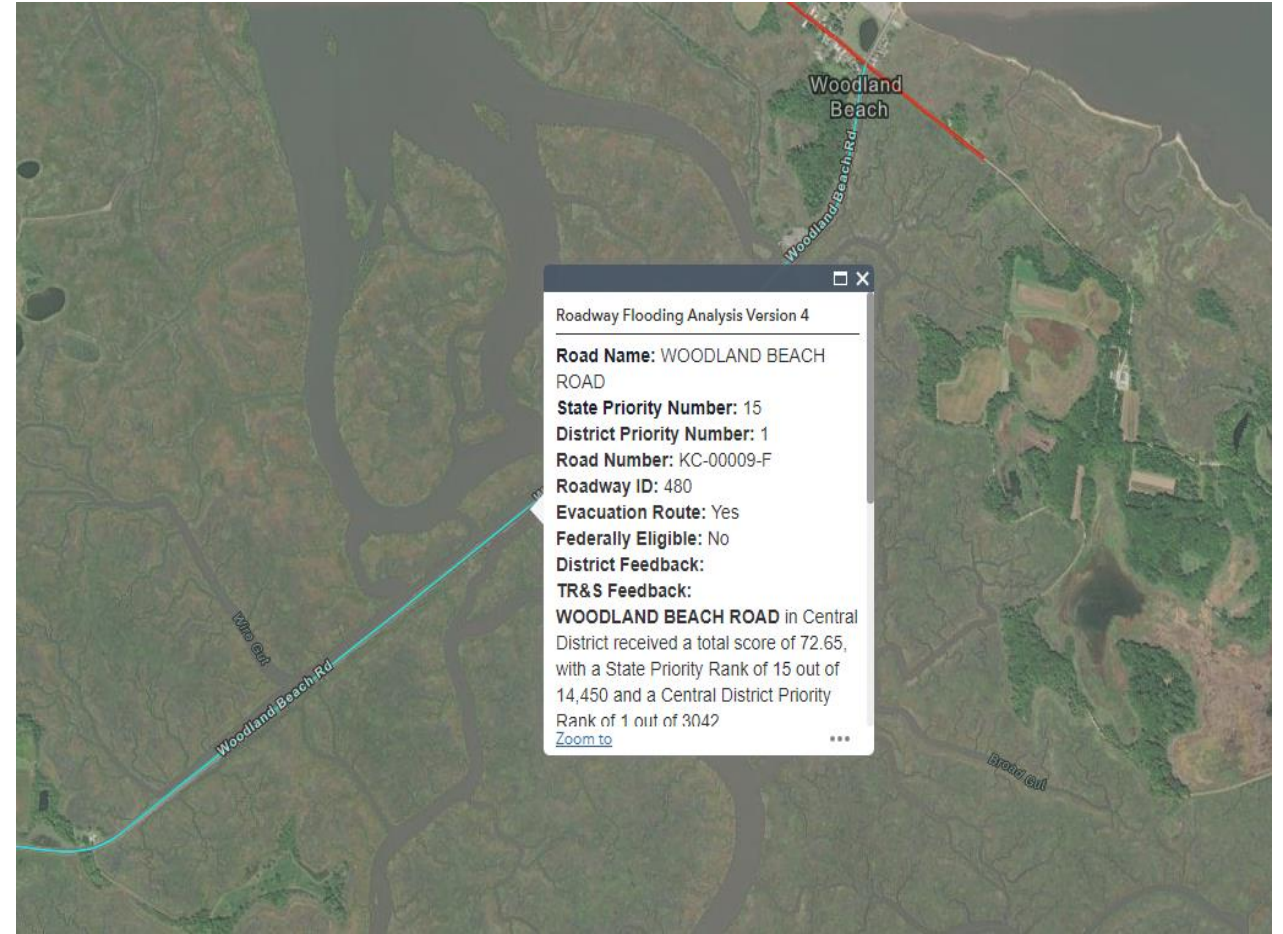 Woodland
Beach
Woodland Beach Rd
Roadway Flooding Analysis Version 4
Road Name: WOODLAND BEACH
ROAD
State Priority Number: 15
District Priority Number: 1
Road Number: KC-00009-F
Roadway ID: 480
Evacuation Route: Yes
Federally Eligible: No
District Feedback:
TR&S Feedback:
WOODLAND BEACH ROAD in Central
District received a total score of 72.65,
with a State Priority Rank of 15 out of
14,450 and a Central District Priority
Rank of 1 out of 3042
Zoom to
Wire Gut
Woodland Beach Rd
Broad Gut